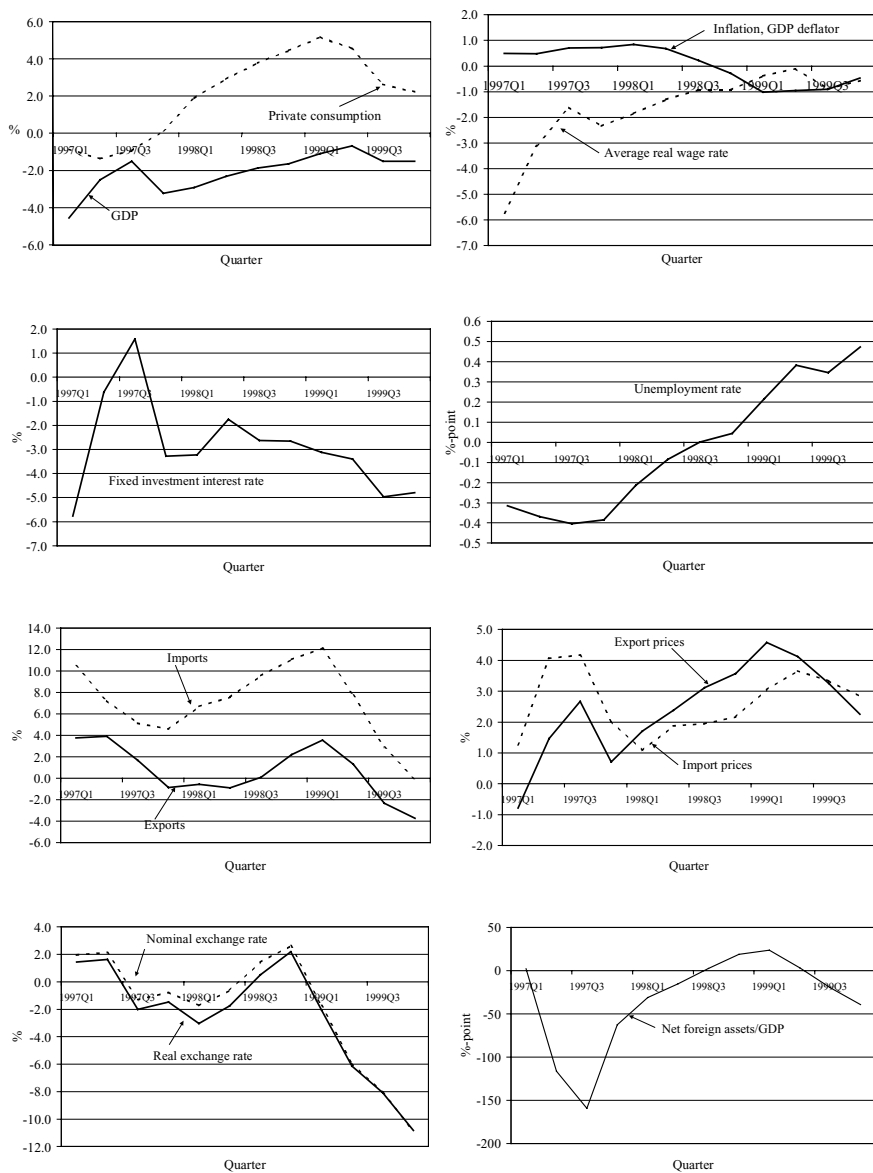 6.0
4.0
2.0
0.0
-2.0
-4.0
-6.0
%
1997Q1 1997Q3 1998Q1 1998Q3 1999Q1 1999Q3
Private consumption
GDP
Quarter
2.0
1.0
0.0
-1.0
-2.0
-3.0
-4.0
-5.0
-6.0
-7.0
%
1997Q1 1997Q3 1998Q1 1998Q3 1999Q1 1999Q3
Inflation, GDP deflator
Average real wage rate
Quarter
2.0
1.0
0.0
-1.0
-2.0
-3.0
-4.0
-5.0
-6.0
-7.0
%
1997Q1 1997Q3 1998Q1 1998Q3 1999Q1 1999Q3
Fixed investment interest rate
Quarter
0.6
0.5
0.4
0.3
0.2
0.1
0.0
-0.1
-0.2
-0.3
-0.4
-0.5
%-point
1997Q1 1997Q3 1998Q1 1998Q3 1999Q1 1999Q3
Unemployment rate
Quarter
14.0
12.0
10.0
8.0
6.0
4.0
2.0
0.0
-2.0
-4.0
-6.0
%
1997Q1 1997Q3 1998Q1 1998Q3 1999Q1 1999Q3
Imports
Exports
Quarter
5.0
4.0
3.0
2.0
1.0
0.0
-1.0
-2.0
%
1997Q1 1997Q3 1998Q1 1998Q3 1999Q1 1999Q3
Export prices
Import prices
Quarter
4.0
2.0
0.0
-2.0
-4.0
-6.0
-8.0
-10.0
-12.0
%
1997Q1 1997Q3 1998Q1 1998Q3 1999Q1 1999Q3
Nominal exchange rate
Real exchange rate
Quarter
50
0
-50
-100
-150
-200
%-point
1997Q1 1997Q3 1998Q1 1998Q3 1999Q1 1999Q3
Net foreign assets/GDP
Quarter